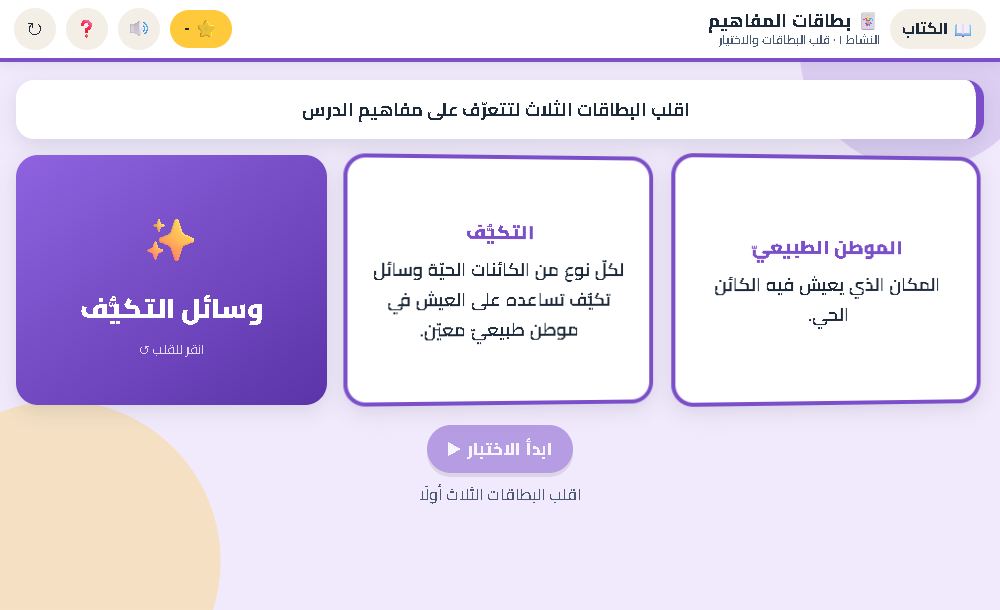 الكتاب
بطاقات المفاهيم
النشاط ١ · قلب البطاقات والاختبار
-
اقلب البطاقات الثلاث لتتعرّف على مفاهيم الدرس
الموطن الطبيعيّ
المكان الذي يعيش فيه الكائن
الحي.
التكيُّف
لكلّ نوع من الكائنات الحيّة وسائل
تكيُّف تساعده على العيش في
موطن طبيعيّ معيّن.
وسائل التكيُّف
انقر للقلب ↺
ابدأ الاختبار ▶
اقلب البطاقات الثلاث أولًا